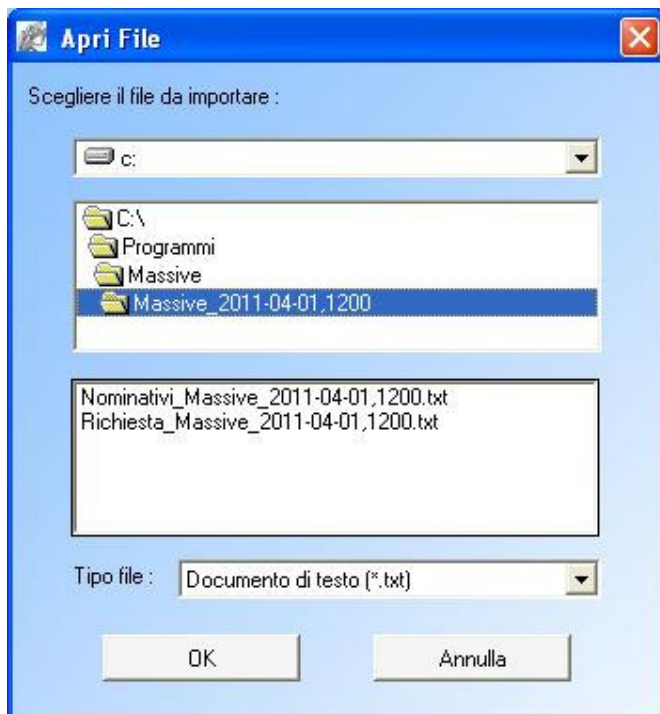 Apri File
Scegliere il file da importare :
c:
C:\
Programmi
Massive
Massive_2011-04-01,1200
Nominativi_Massive_2011-04-01,1200.txt
Richiesta_Massive_2011-04-01,1200.txt
Tipo file : Documento di testo (*.txt)
OK Annulla